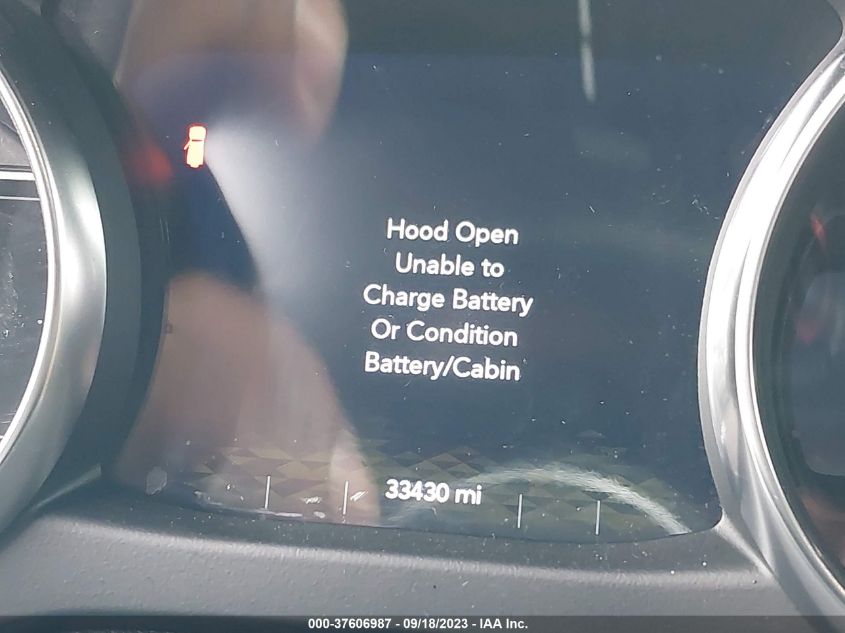 Hood Open
Unable to
Charge Battery
Or Condition
Battery/Cabin
33430 mi
000-37606987 - 09/18/2023 - IAA Inc.